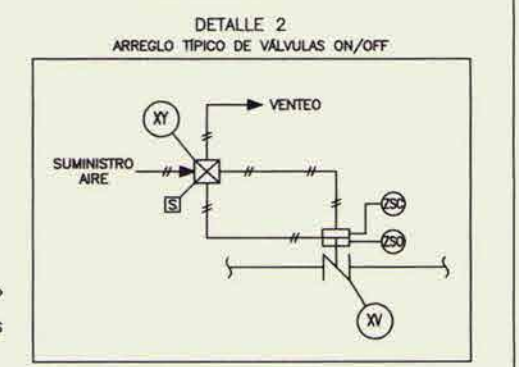 DETALLE 2
ARREGLO TÍPICO DE VÁLVULAS ON/OFF
VENTEO
XY
SUMINISTRO
AIRE
S
ZSC
ZSO
XV
S